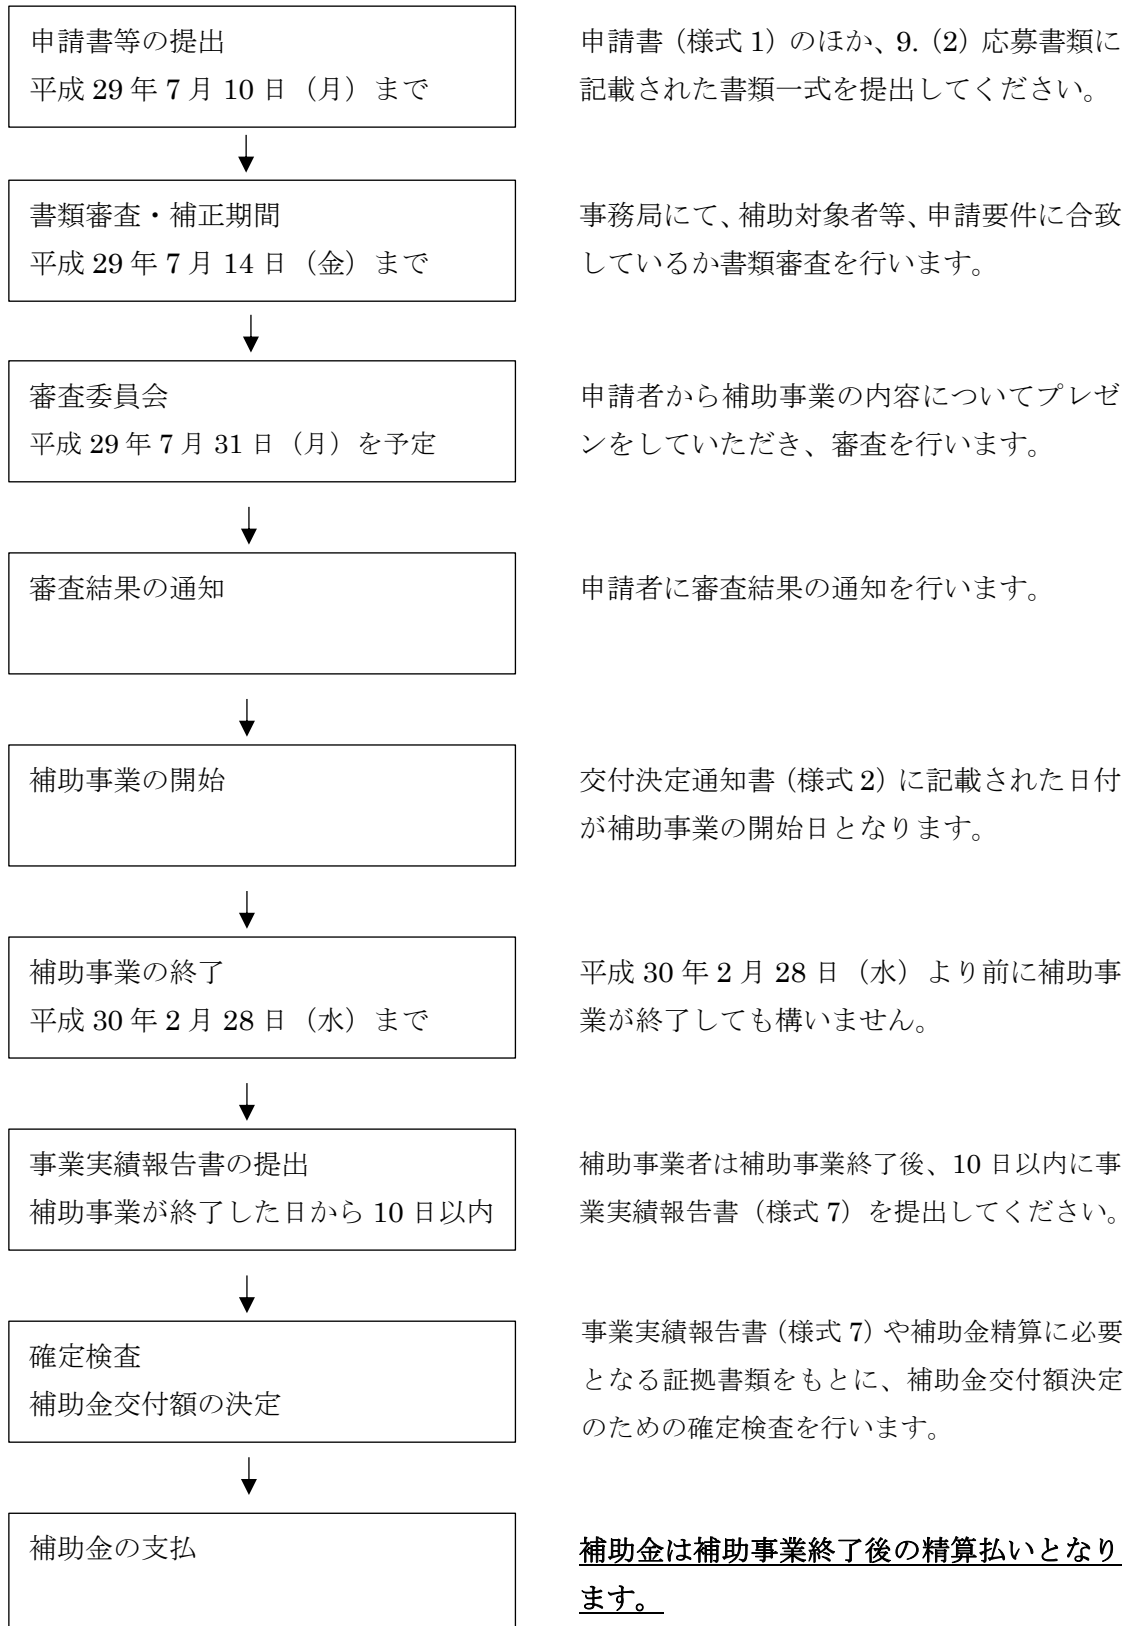 申請書等の提出
平成 29 年 7 月 10 日（月）まで
申請書（様式 1）のほか、9.（2）応募書類に
記載された書類一式を提出してください。
書類審査・補正期間
平成 29 年 7 月 14 日（金）まで
事務局にて、補助対象者等、申請要件に合致
しているか書類審査を行います。
審査委員会
平成 29 年 7 月 31 日（月）を予定
申請者から補助事業の内容についてプレゼ
ンをしていただき、審査を行います。
審査結果の通知
申請者に審査結果の通知を行います。
補助事業の開始
交付決定通知書（様式 2）に記載された日付
が補助事業の開始日となります。
補助事業の終了
平成 30 年 2 月 28 日（水）まで
平成 30 年 2 月 28 日（水）より前に補助事
業が終了しても構いません。
事業実績報告書の提出
補助事業が終了した日から 10 日以内
補助事業者は補助事業終了後、10 日以内に事
業実績報告書（様式 7）を提出してください。
確定検査
補助金交付額の決定
事業実績報告書（様式 7）や補助金精算に必要
となる証拠書類をもとに、補助金交付額決定
のための確定検査を行います。
補助金の支払
補助金は補助事業終了後の精算払いとなり
ます。